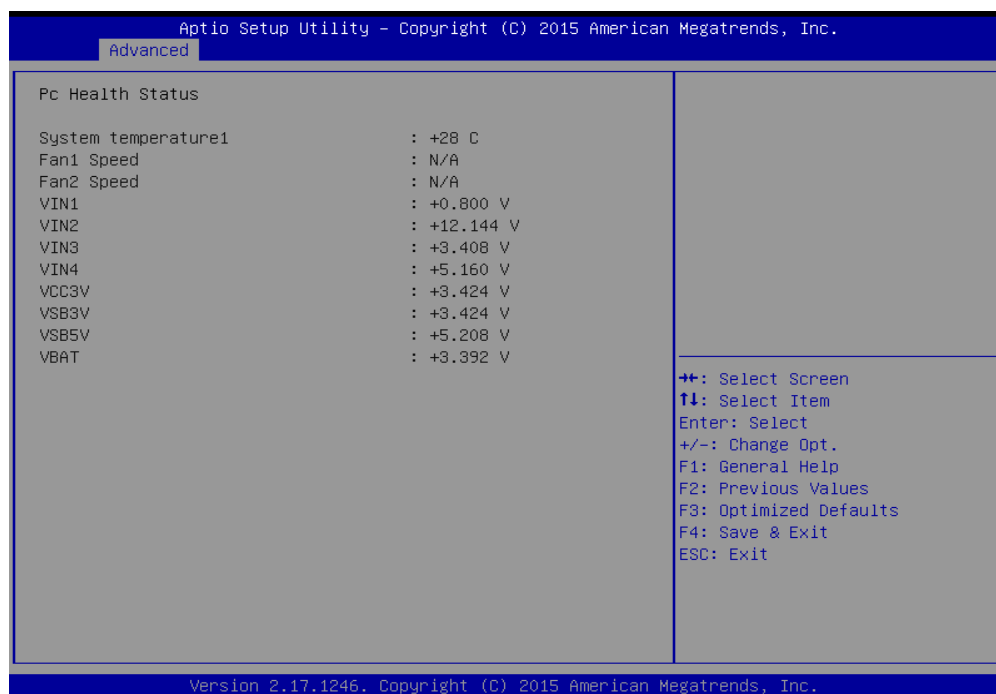 Aptio Setup Utility – Copyright (C) 2015 American Megatrends, Inc.
Advanced
Pc Health Status
System temperature1 : +28 C
Fan1 Speed : N/A
Fan2 Speed : N/A
VIN1 : +0.800 V
VIN2 : +12.144 V
VIN3 : +3.408 V
VIN4 : +5.160 V
VCC3V : +3.424 V
VSB3V : +3.424 V
VSB5V : +5.208 V
VBAT : +3.392 V
→←: Select Screen
↑↓: Select Item
Enter: Select
+/-: Change Opt.
F1: General Help
F2: Previous Values
F3: Optimized Defaults
F4: Save & Exit
ESC: Exit
Version 2.17.1246. Copyright (C) 2015 American Megatrends, Inc.